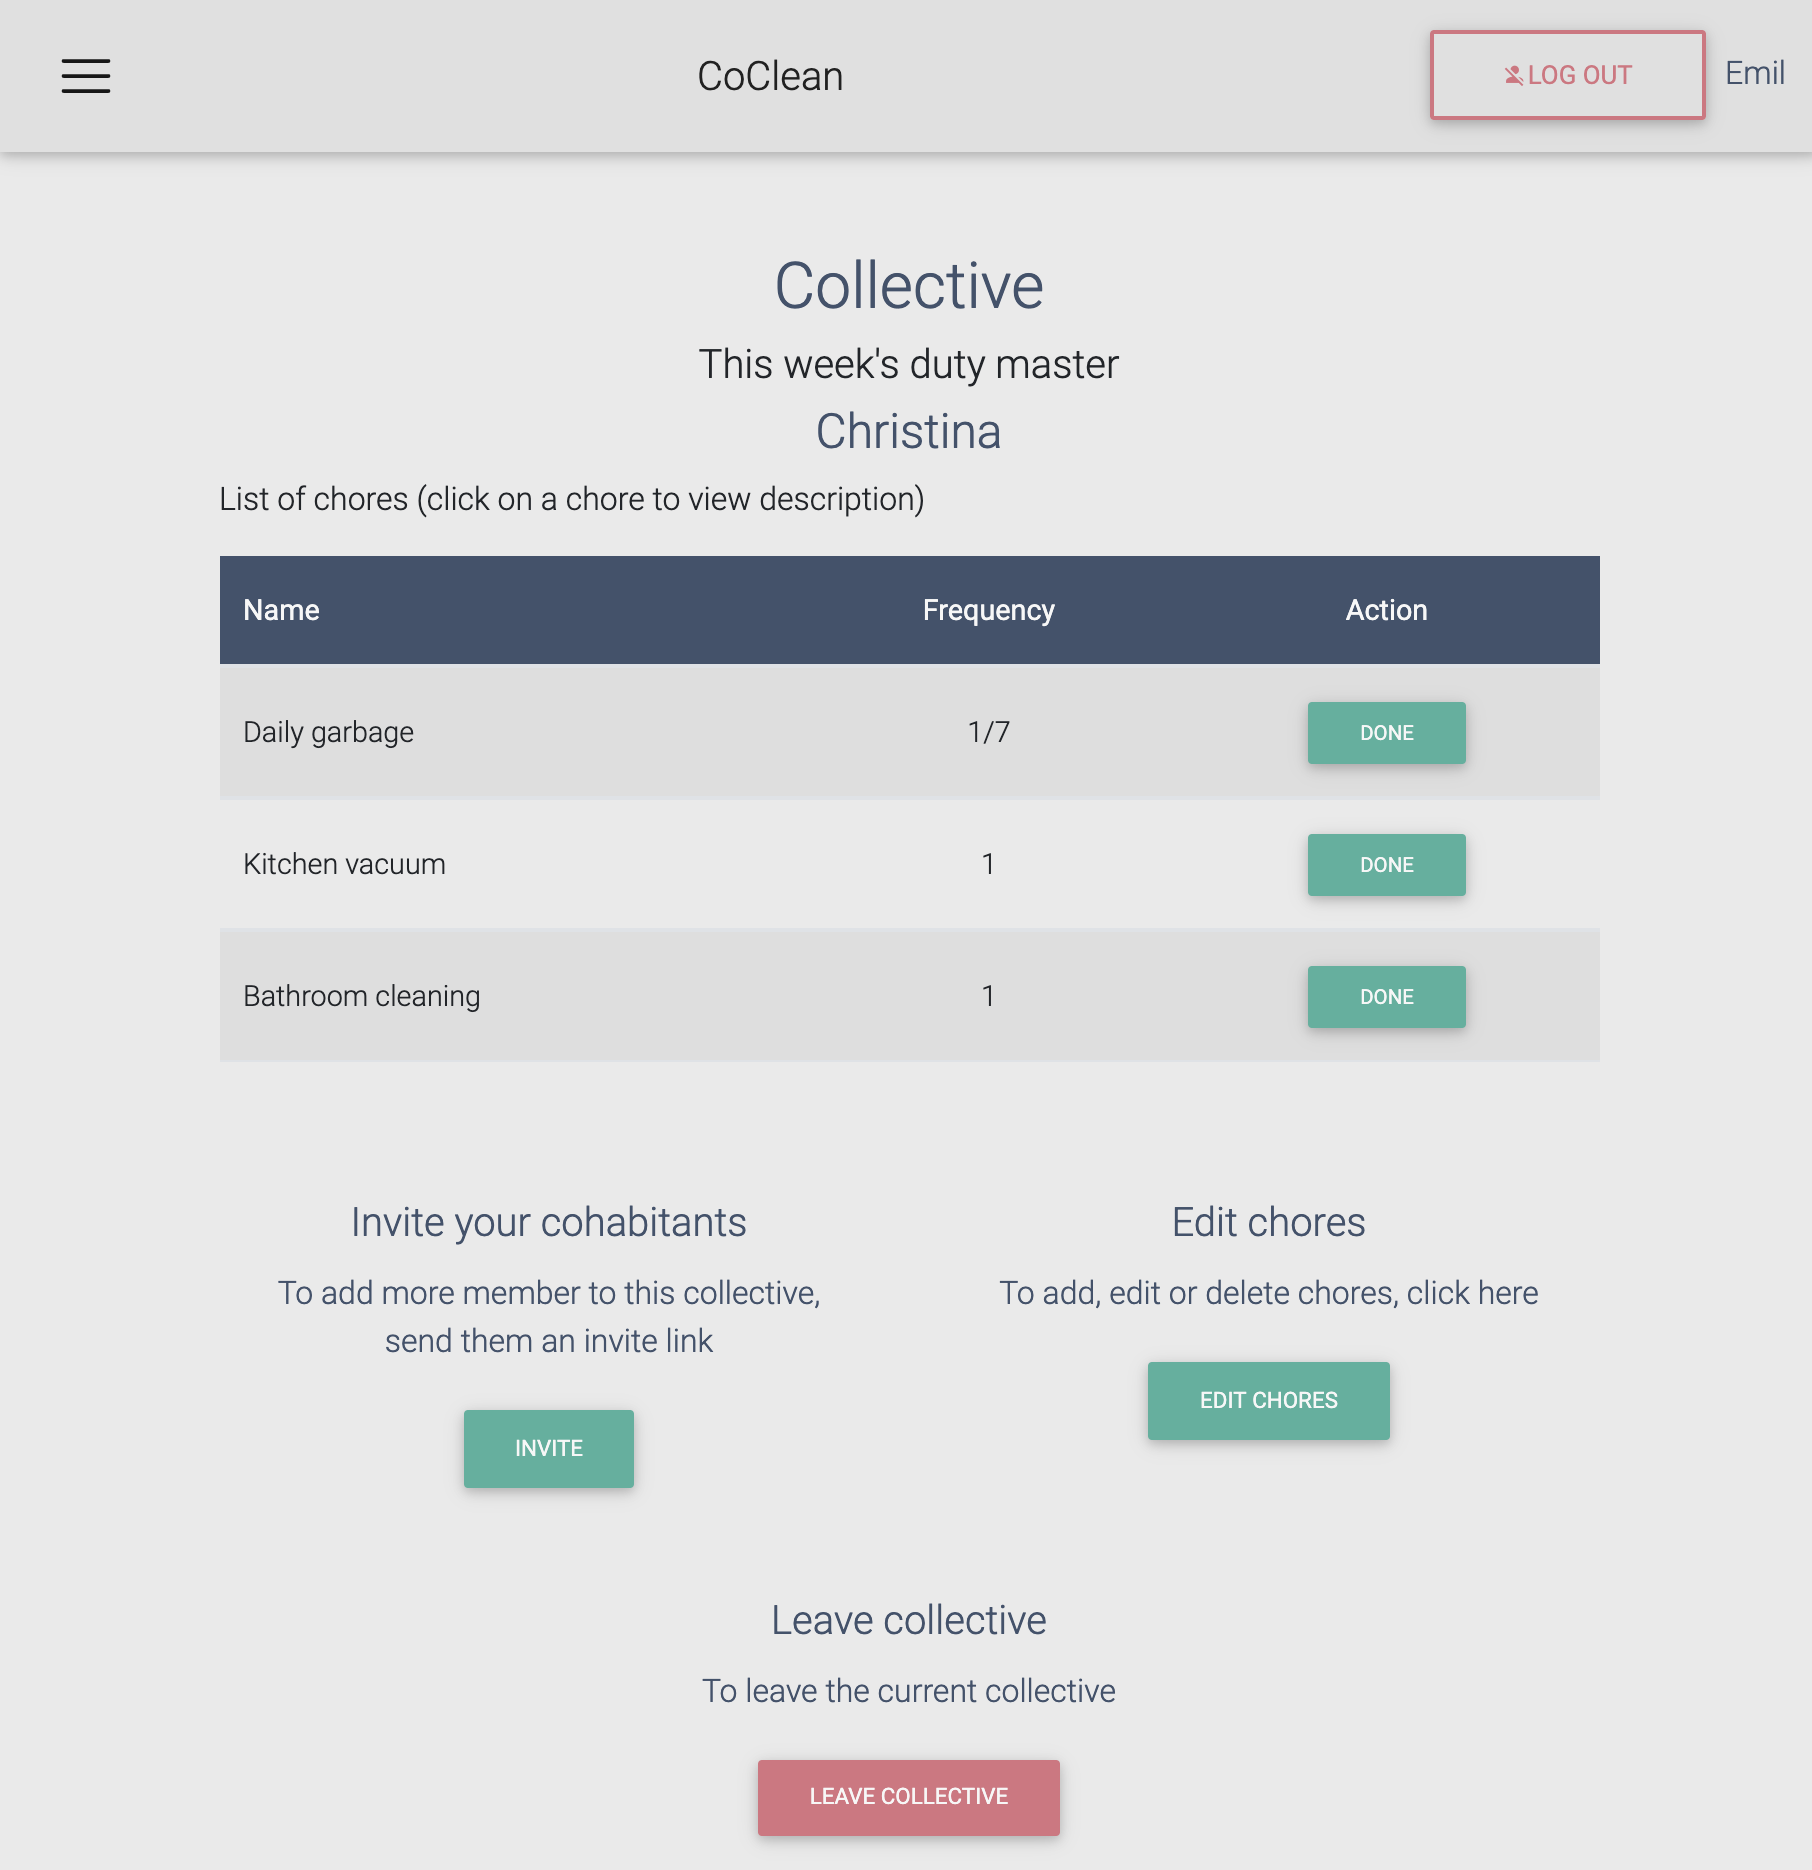 CoClean
LOG OUT
Emil
Collective
This week's duty master
Christina
List of chores (click on a chore to view description)
Name Frequency Action
Daily garbage 1/7 DONE
Kitchen vacuum 1 DONE
Bathroom cleaning 1 DONE
Invite your cohabitants
To add more member to this collective,
send them an invite link
INVITE
Edit chores
To add, edit or delete chores, click here
EDIT CHORES
Leave collective
To leave the current collective
LEAVE COLLECTIVE